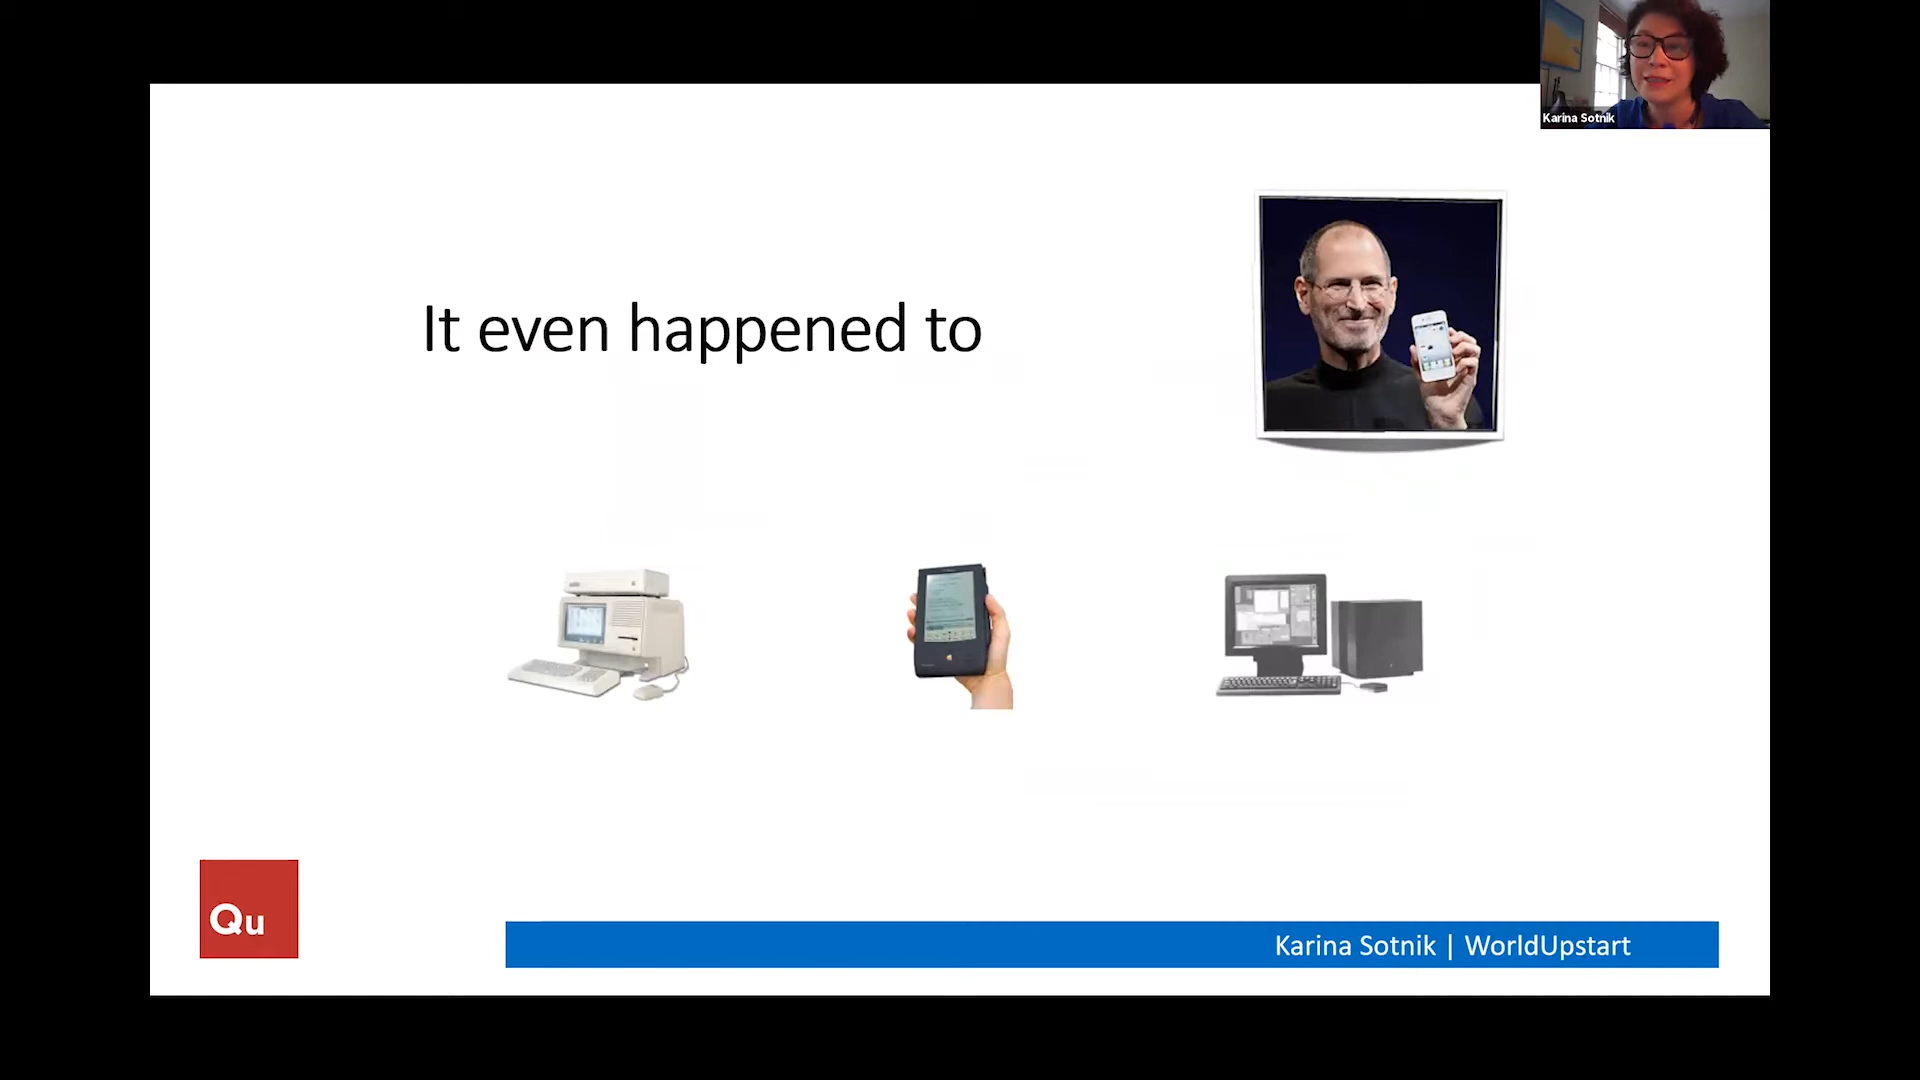 Karina Sotnik
It even happened to
Qu
Karina Sotnik | WorldUpstart